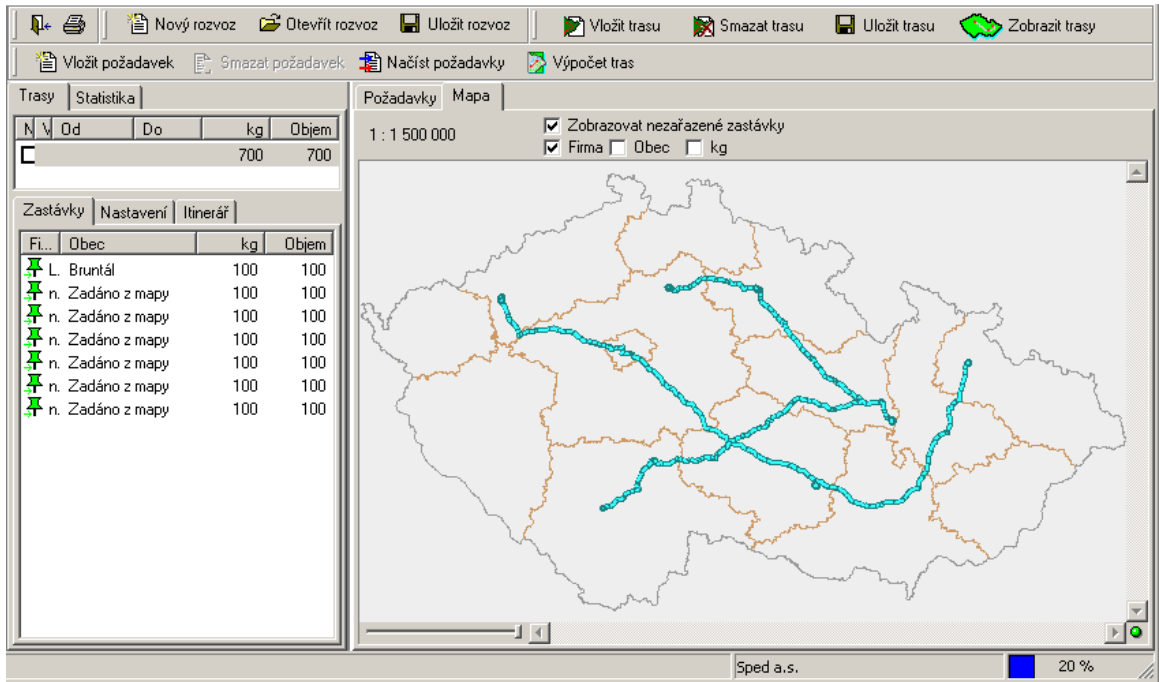 Nový rozvoz Otevřít rozvoz Uložit rozvoz Vložit trasu Smazat trasu Uložit trasu Zobrazit trasy
Vložit požadavek Smazat požadavek Načíst požadavky Výpočet tras
Trasy Statistika
N V Od Do kg Objem
700 700
Zastávky Nastavení Itinerář
Fi... Obec kg Objem
L. Bruntál 100 100
n. Zadáno z mapy 100 100
n. Zadáno z mapy 100 100
n. Zadáno z mapy 100 100
n. Zadáno z mapy 100 100
n. Zadáno z mapy 100 100
n. Zadáno z mapy 100 100
Požadavky Mapa
1 : 1 500 000
Zobrazovat nezařazené zastávky
Firma Obec kg
Sped a.s. 20 %